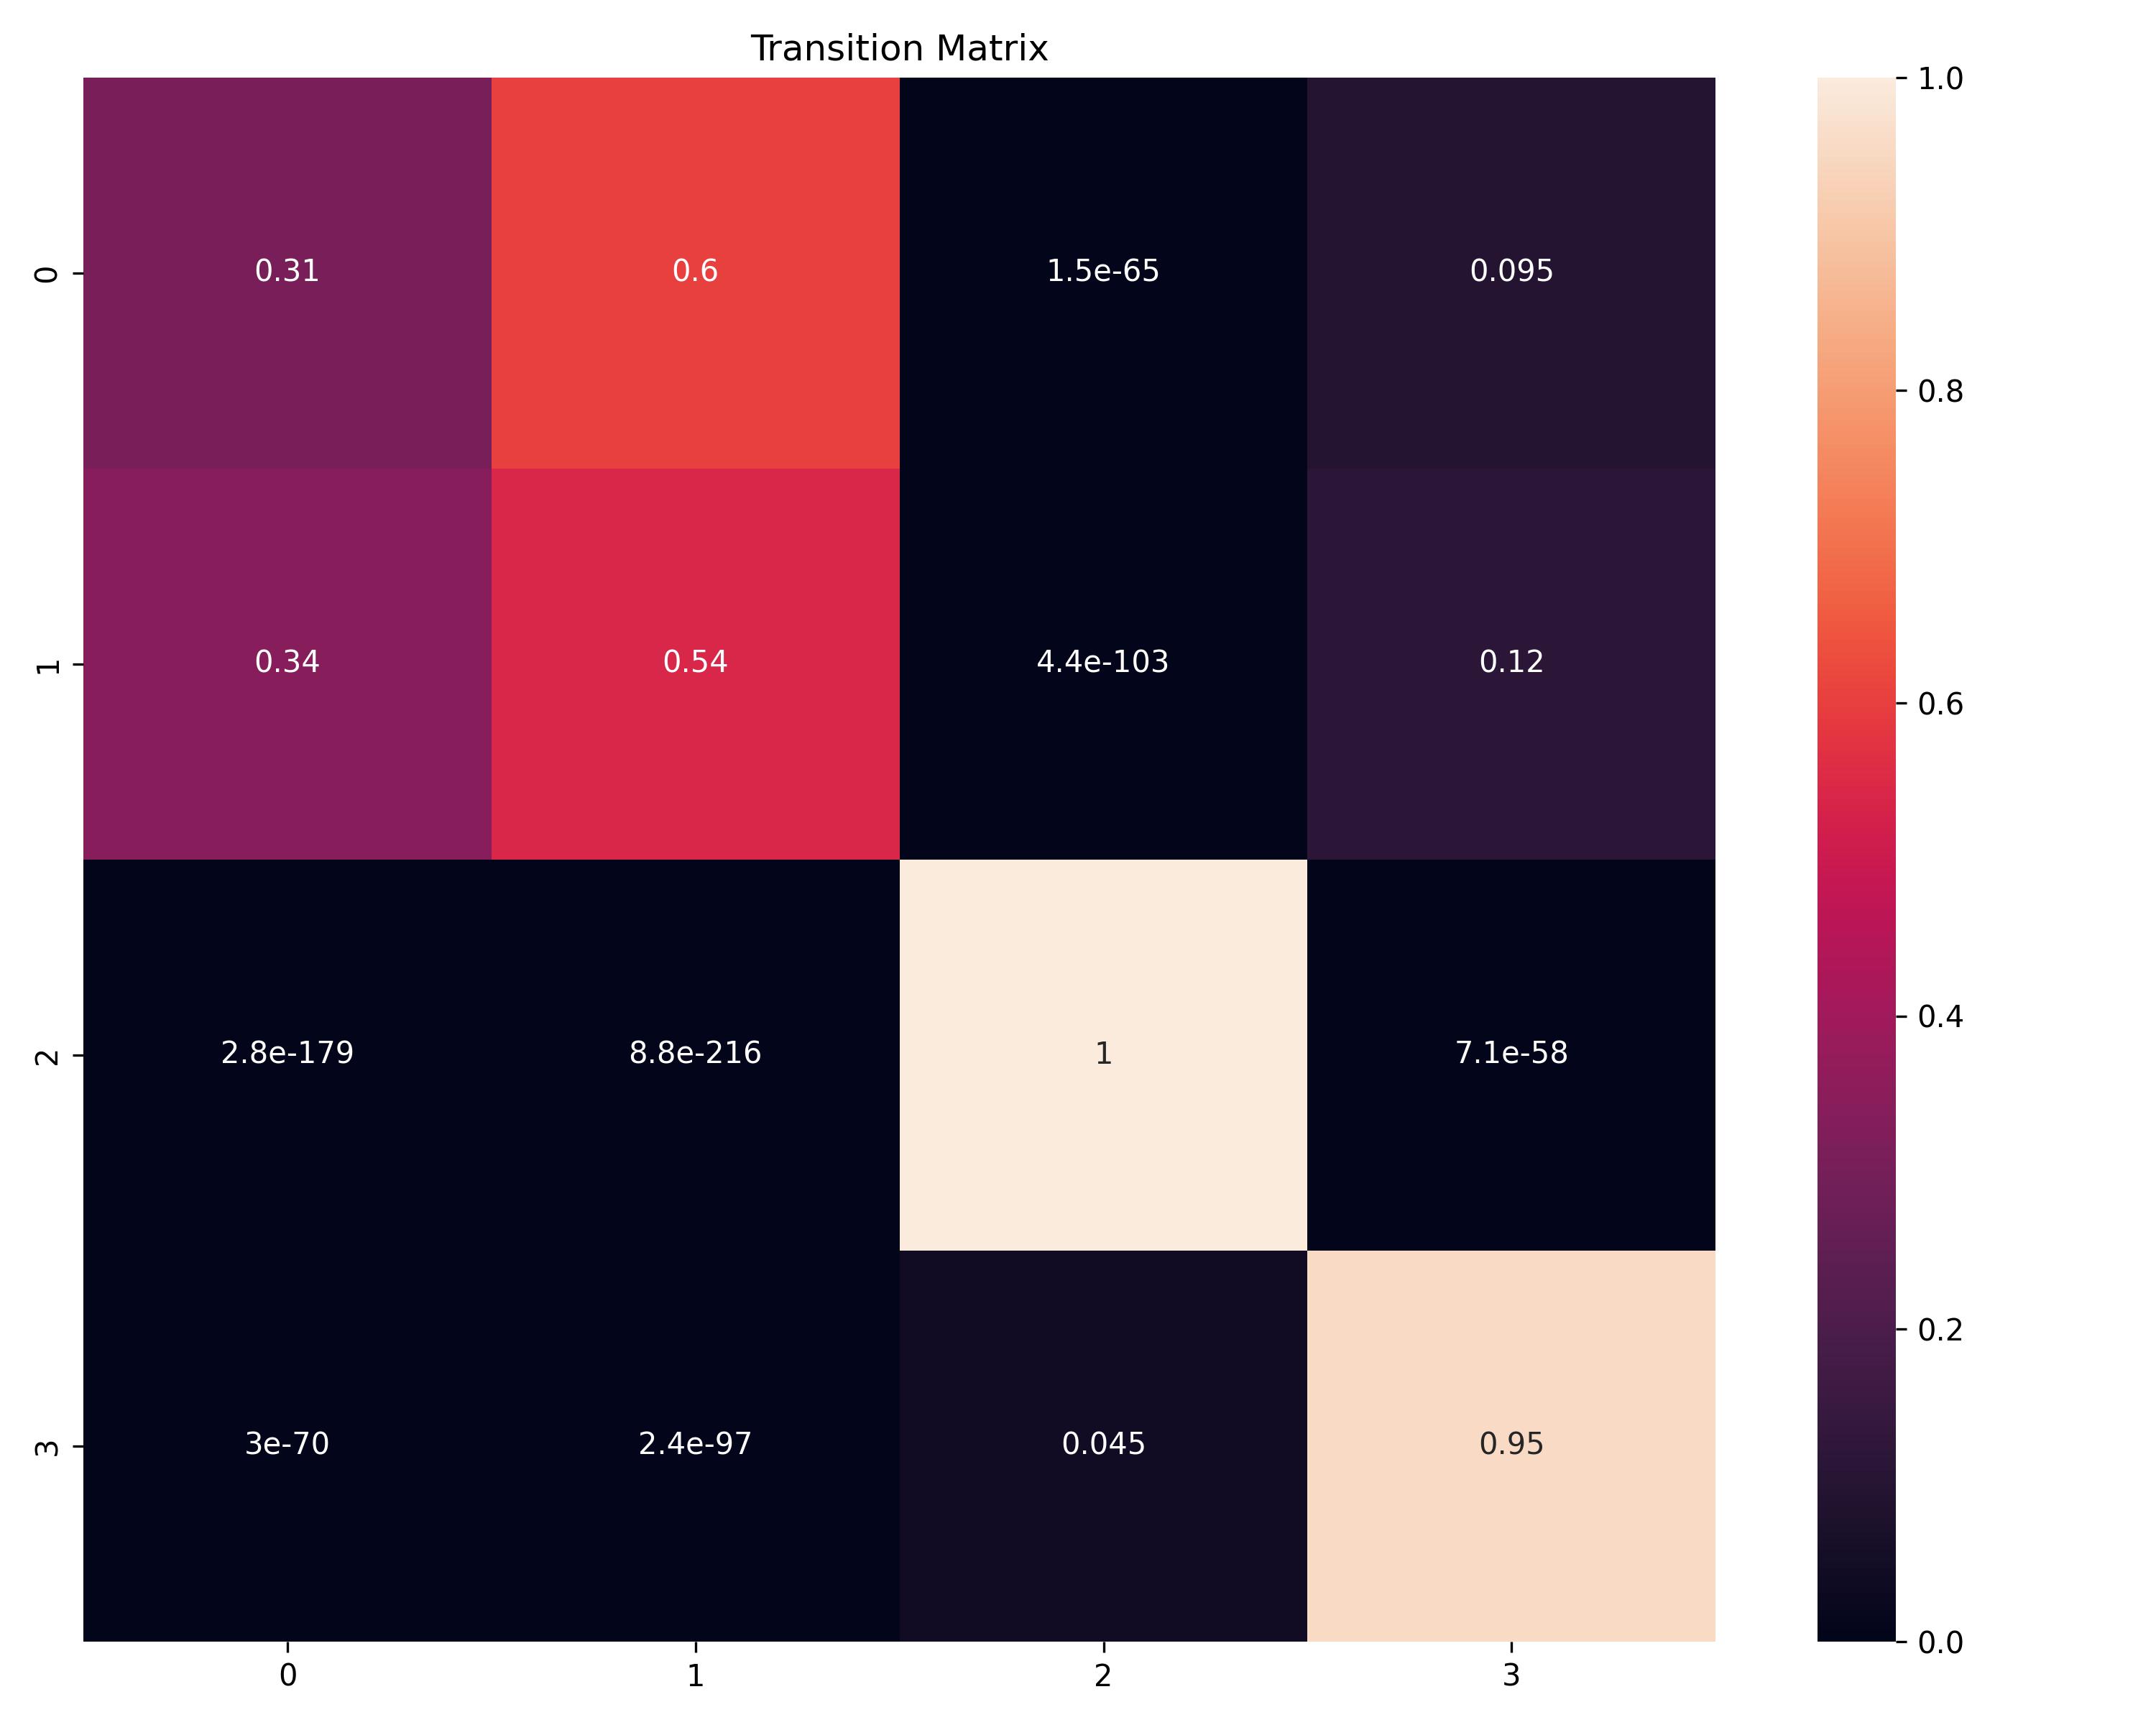 Transition Matrix
0 0.31 0.6 1.5e-65 0.095
1 0.34 0.54 4.4e-103 0.12
2 2.8e-179 8.8e-216 1 7.1e-58
3 3e-70 2.4e-97 0.045 0.95
0 1 2 3
1.0
0.8
0.6
0.4
0.2
0.0